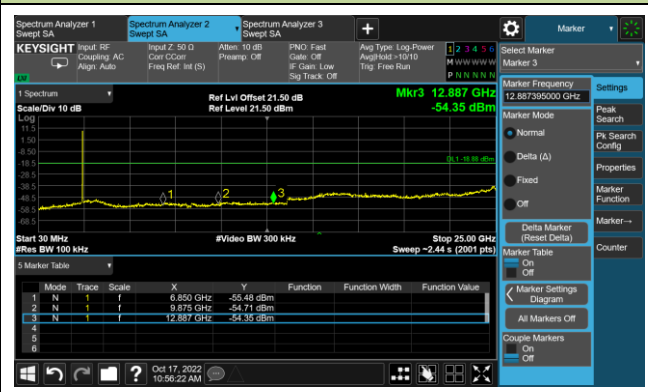 Spectrum Analyzer 1
Swept SA
Spectrum Analyzer 2
Swept SA
Spectrum Analyzer 3
Swept SA
+
Marker
KEYSIGHT
Input: RF
Coupling: AC
Align: Auto
Input Z: 50 Ω
Corr CCorr
Freq Ref: Int (S)
Atten: 10 dB
Preamp: Off
PNO: Fast
Gate: Off
IF Gain: Low
Sig Track: Off
Avg Type: Log-Power
Avg|Hold:>10/10
Trig: Free Run
1 2 3 4 5 6
M W W W W W
P N N N N N
Select Marker
Marker 3
1 Spectrum
Scale/Div 10 dB
Ref Lvl Offset 21.50 dB
Ref Level 21.50 dBm
Mkr3 12.887 GHz
-54.35 dBm
Log
11.5
1.50
-8.50
-18.5
-28.5
-38.5
-48.5
-58.5
-68.5
DL1 -18.88 dBm
1
2
3
Start 30 MHz
#Res BW 100 kHz
#Video BW 300 kHz
Stop 25.00 GHz
Sweep ~2.44 s (2001 pts)
5 Marker Table
Mode Trace Scale X Y Function Function Width Function Value
1 N 1 f 6.850 GHz -55.48 dBm
2 N 1 f 9.875 GHz -54.71 dBm
3 N 1 f 12.887 GHz -54.35 dBm
4
5
6
Marker Frequency
12.887395000 GHz
Marker Mode
Normal
Delta (Δ)
Fixed
Off
Delta Marker
(Reset Delta)
Marker Table
On
Off
Marker Settings
Diagram
All Markers Off
Couple Markers
On
Off
Settings
Peak
Search
Pk Search
Config
Properties
Marker
Function
Marker→
Counter
?
Oct 17, 2022
10:56:22 AM